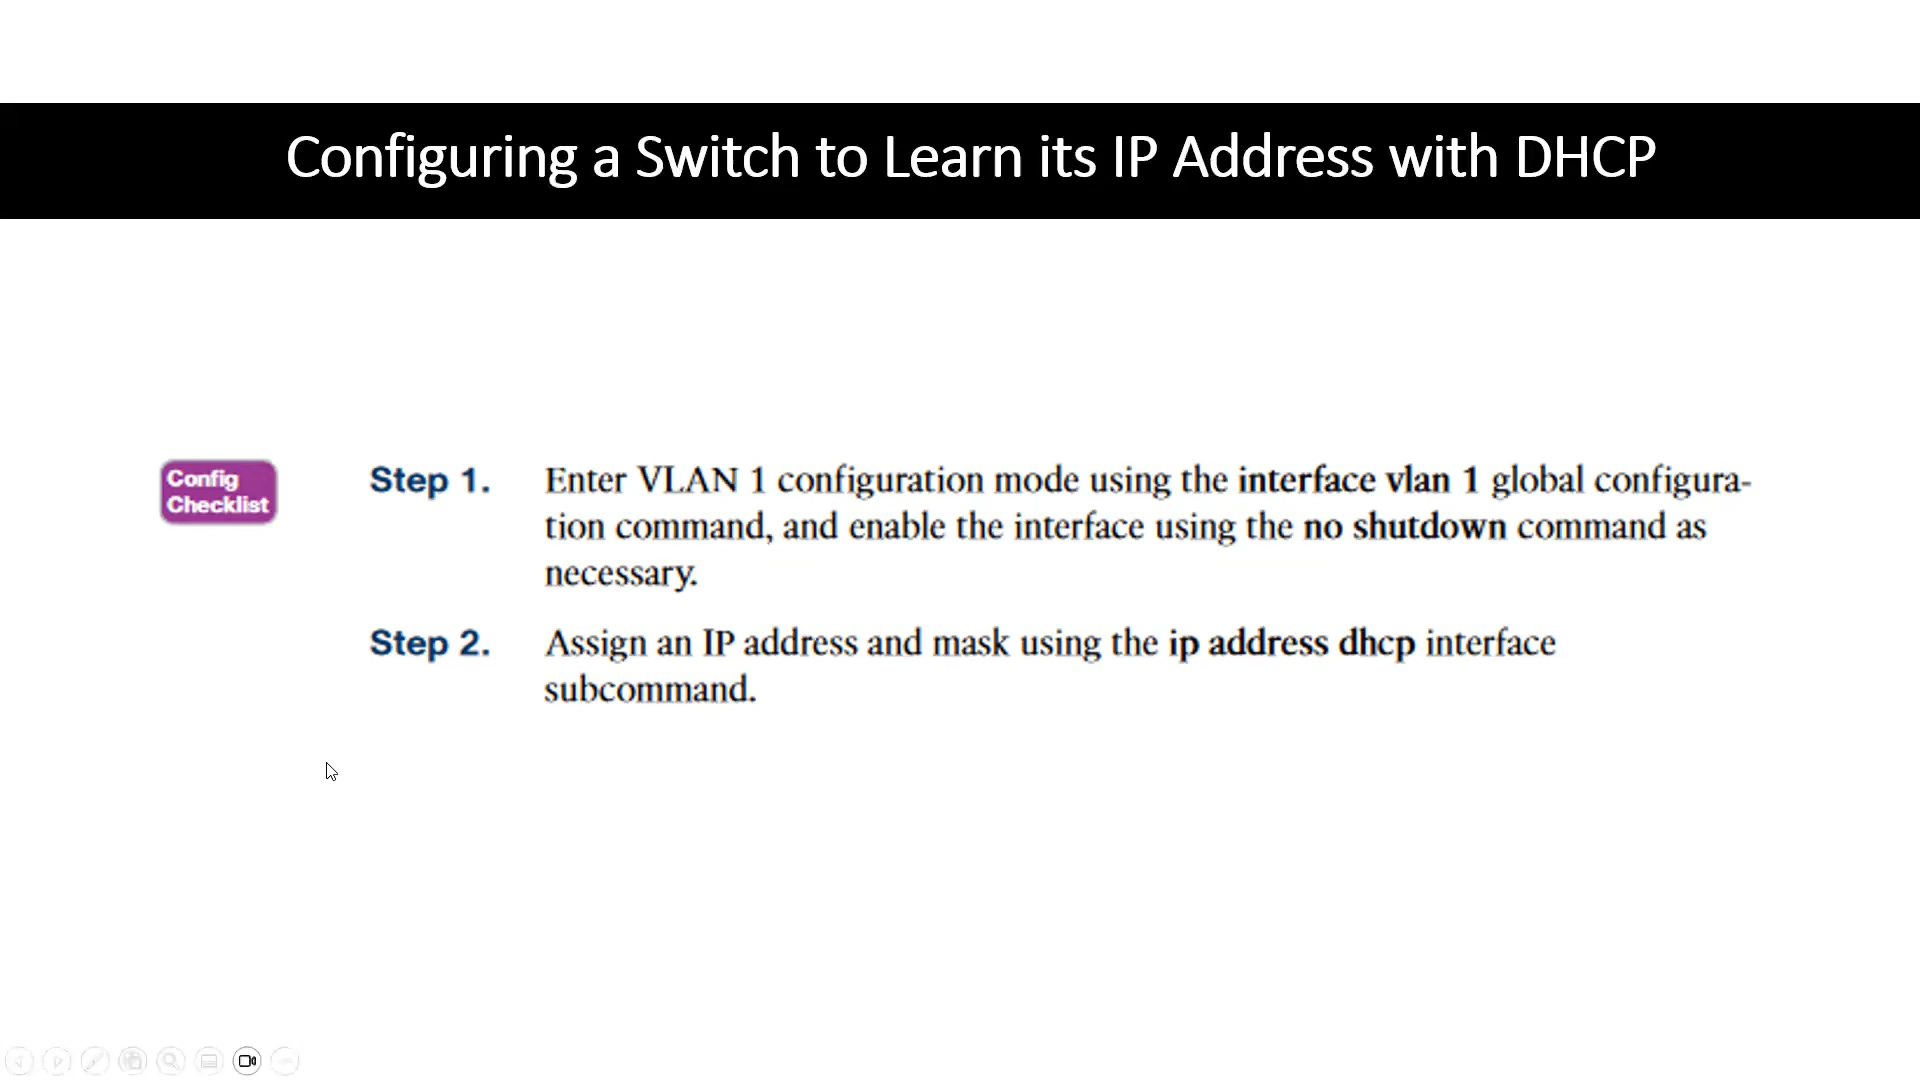 Configuring a Switch to Learn its IP Address with DHCP
Config
Checklist
Step 1. Enter VLAN 1 configuration mode using the interface vlan 1 global configura-
tion command, and enable the interface using the no shutdown command as
necessary.
Step 2. Assign an IP address and mask using the ip address dhcp interface
subcommand.